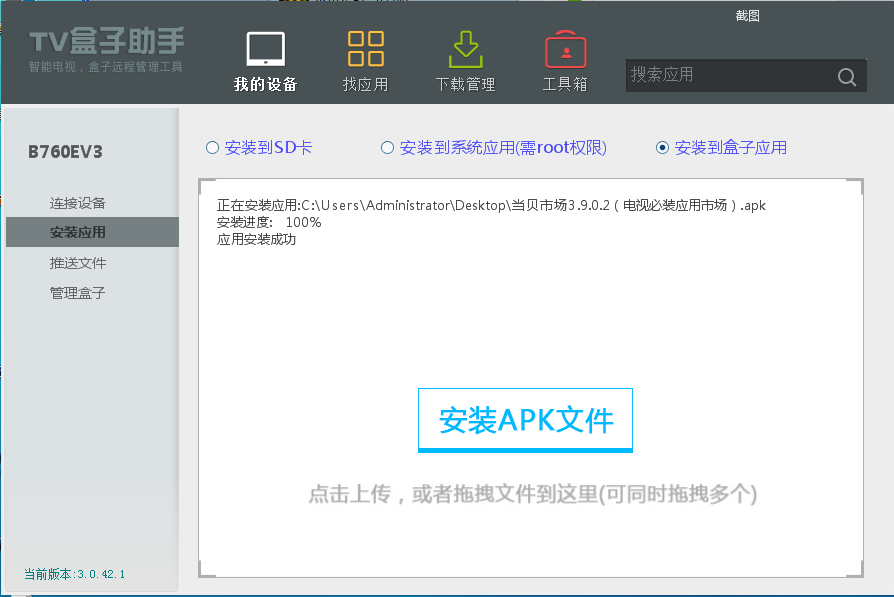 截图
TV盒子助手
智能电视，盒子远程管理工具
我的设备
找应用
下载管理
工具箱
搜索应用
B760EV3
连接设备
安装应用
推送文件
管理盒子
当前版本:3.0.42.1
安装到SD卡
安装到系统应用(需root权限)
安装到盒子应用
正在安装应用:C:\Users\Administrator\Desktop\当贝市场3.9.0.2（电视必装应用市场）.apk
安装进度: 100%
应用安装成功
安装APK文件
点击上传，或者拖拽文件到这里(可同时拖拽多个)